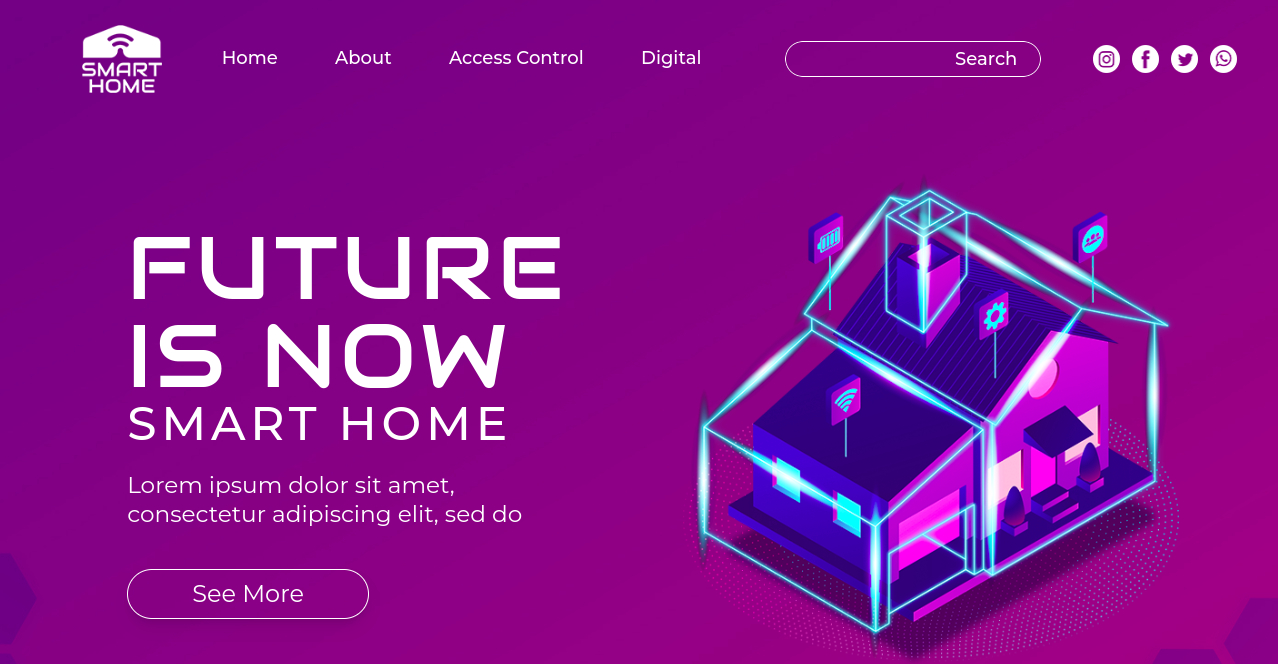 SMART
HOME
Home
About
Access Control
Digital
Search
FUTURE
IS NOW
SMART HOME
Lorem ipsum dolor sit amet,
consectetur adipiscing elit, sed do
See More